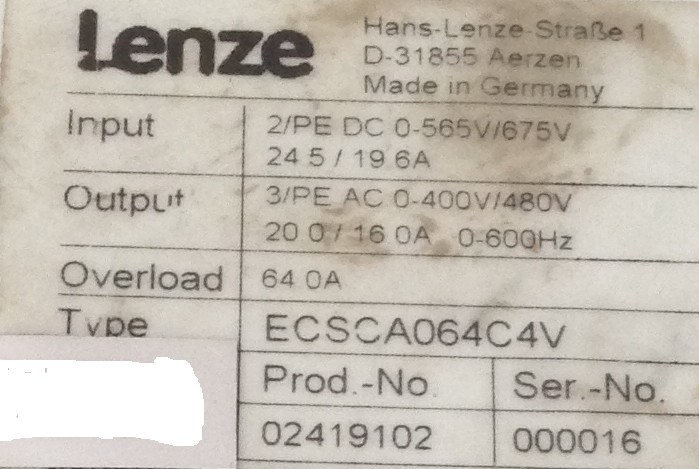 Lenze
Hans-Lenze-Straße 1
D-31855 Aerzen
Made in Germany
Input
2/PE DC 0-565V/675V
24.5 / 19.6A
Output
3/PE AC 0-400V/480V
20.0 / 16.0A 0-600Hz
Overload
64.0A
Type
ECSCA064C4V
Prod.-No.
Ser.-No.
02419102
000016